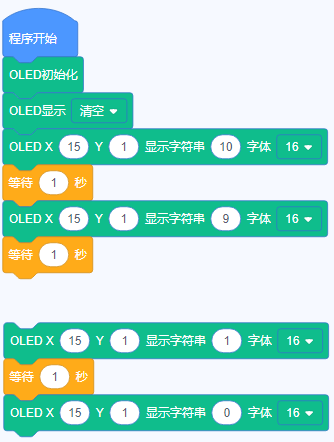 程序开始
OLED初始化
OLED显示 清空
OLED X 15 Y 1 显示字符串 10 字体 16
等待 1 秒
OLED X 15 Y 1 显示字符串 9 字体 16
等待 1 秒
OLED X 15 Y 1 显示字符串 1 字体 16
等待 1 秒
OLED X 15 Y 1 显示字符串 0 字体 16